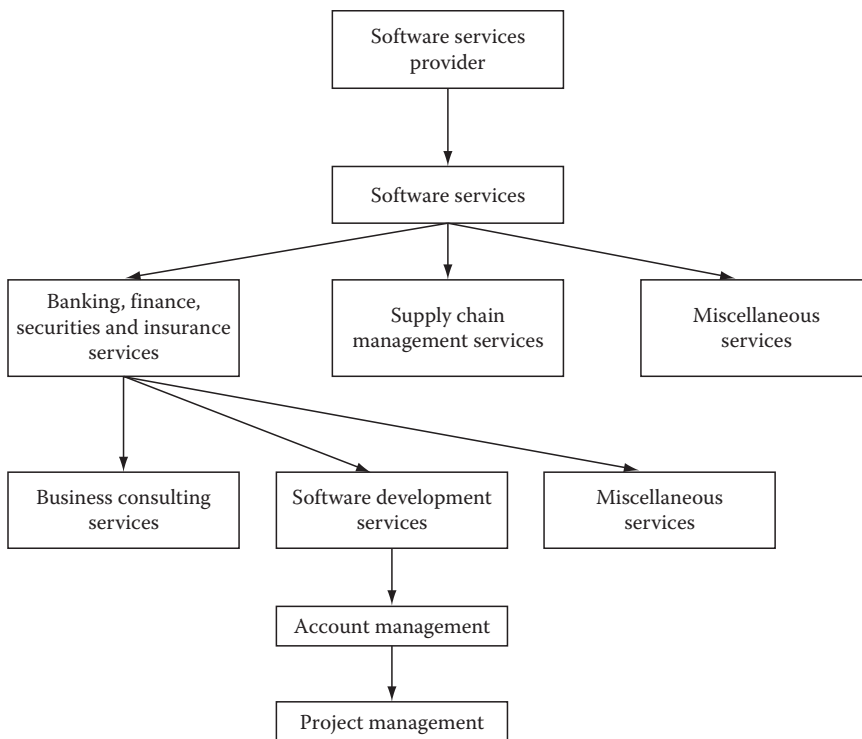 Software services
provider
Software services
Banking, finance,
securities and insurance
services
Supply chain
management services
Miscellaneous
services
Business consulting
services
Software development
services
Miscellaneous
services
Account management
Project management